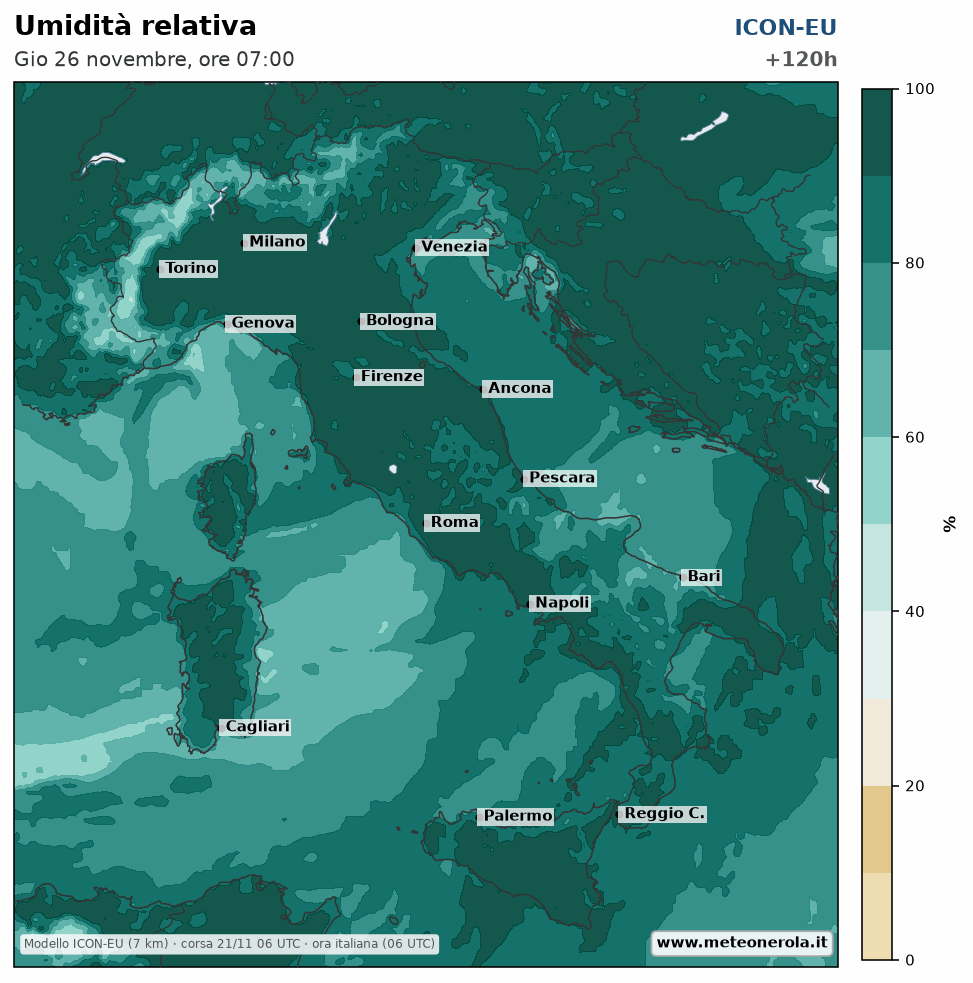 Umidità relativa
ICON-EU
Gio 26 novembre, ore 07:00
+120h
100
80
60
40
20
0
%
Milano
Venezia
Torino
Genova
Bologna
Firenze
Ancona
Pescara
Roma
Bari
Napoli
Cagliari
Palermo
Reggio C.
Modello ICON-EU (7 km) · corsa 21/11 06 UTC · ora italiana (06 UTC)
www.meteonerola.it